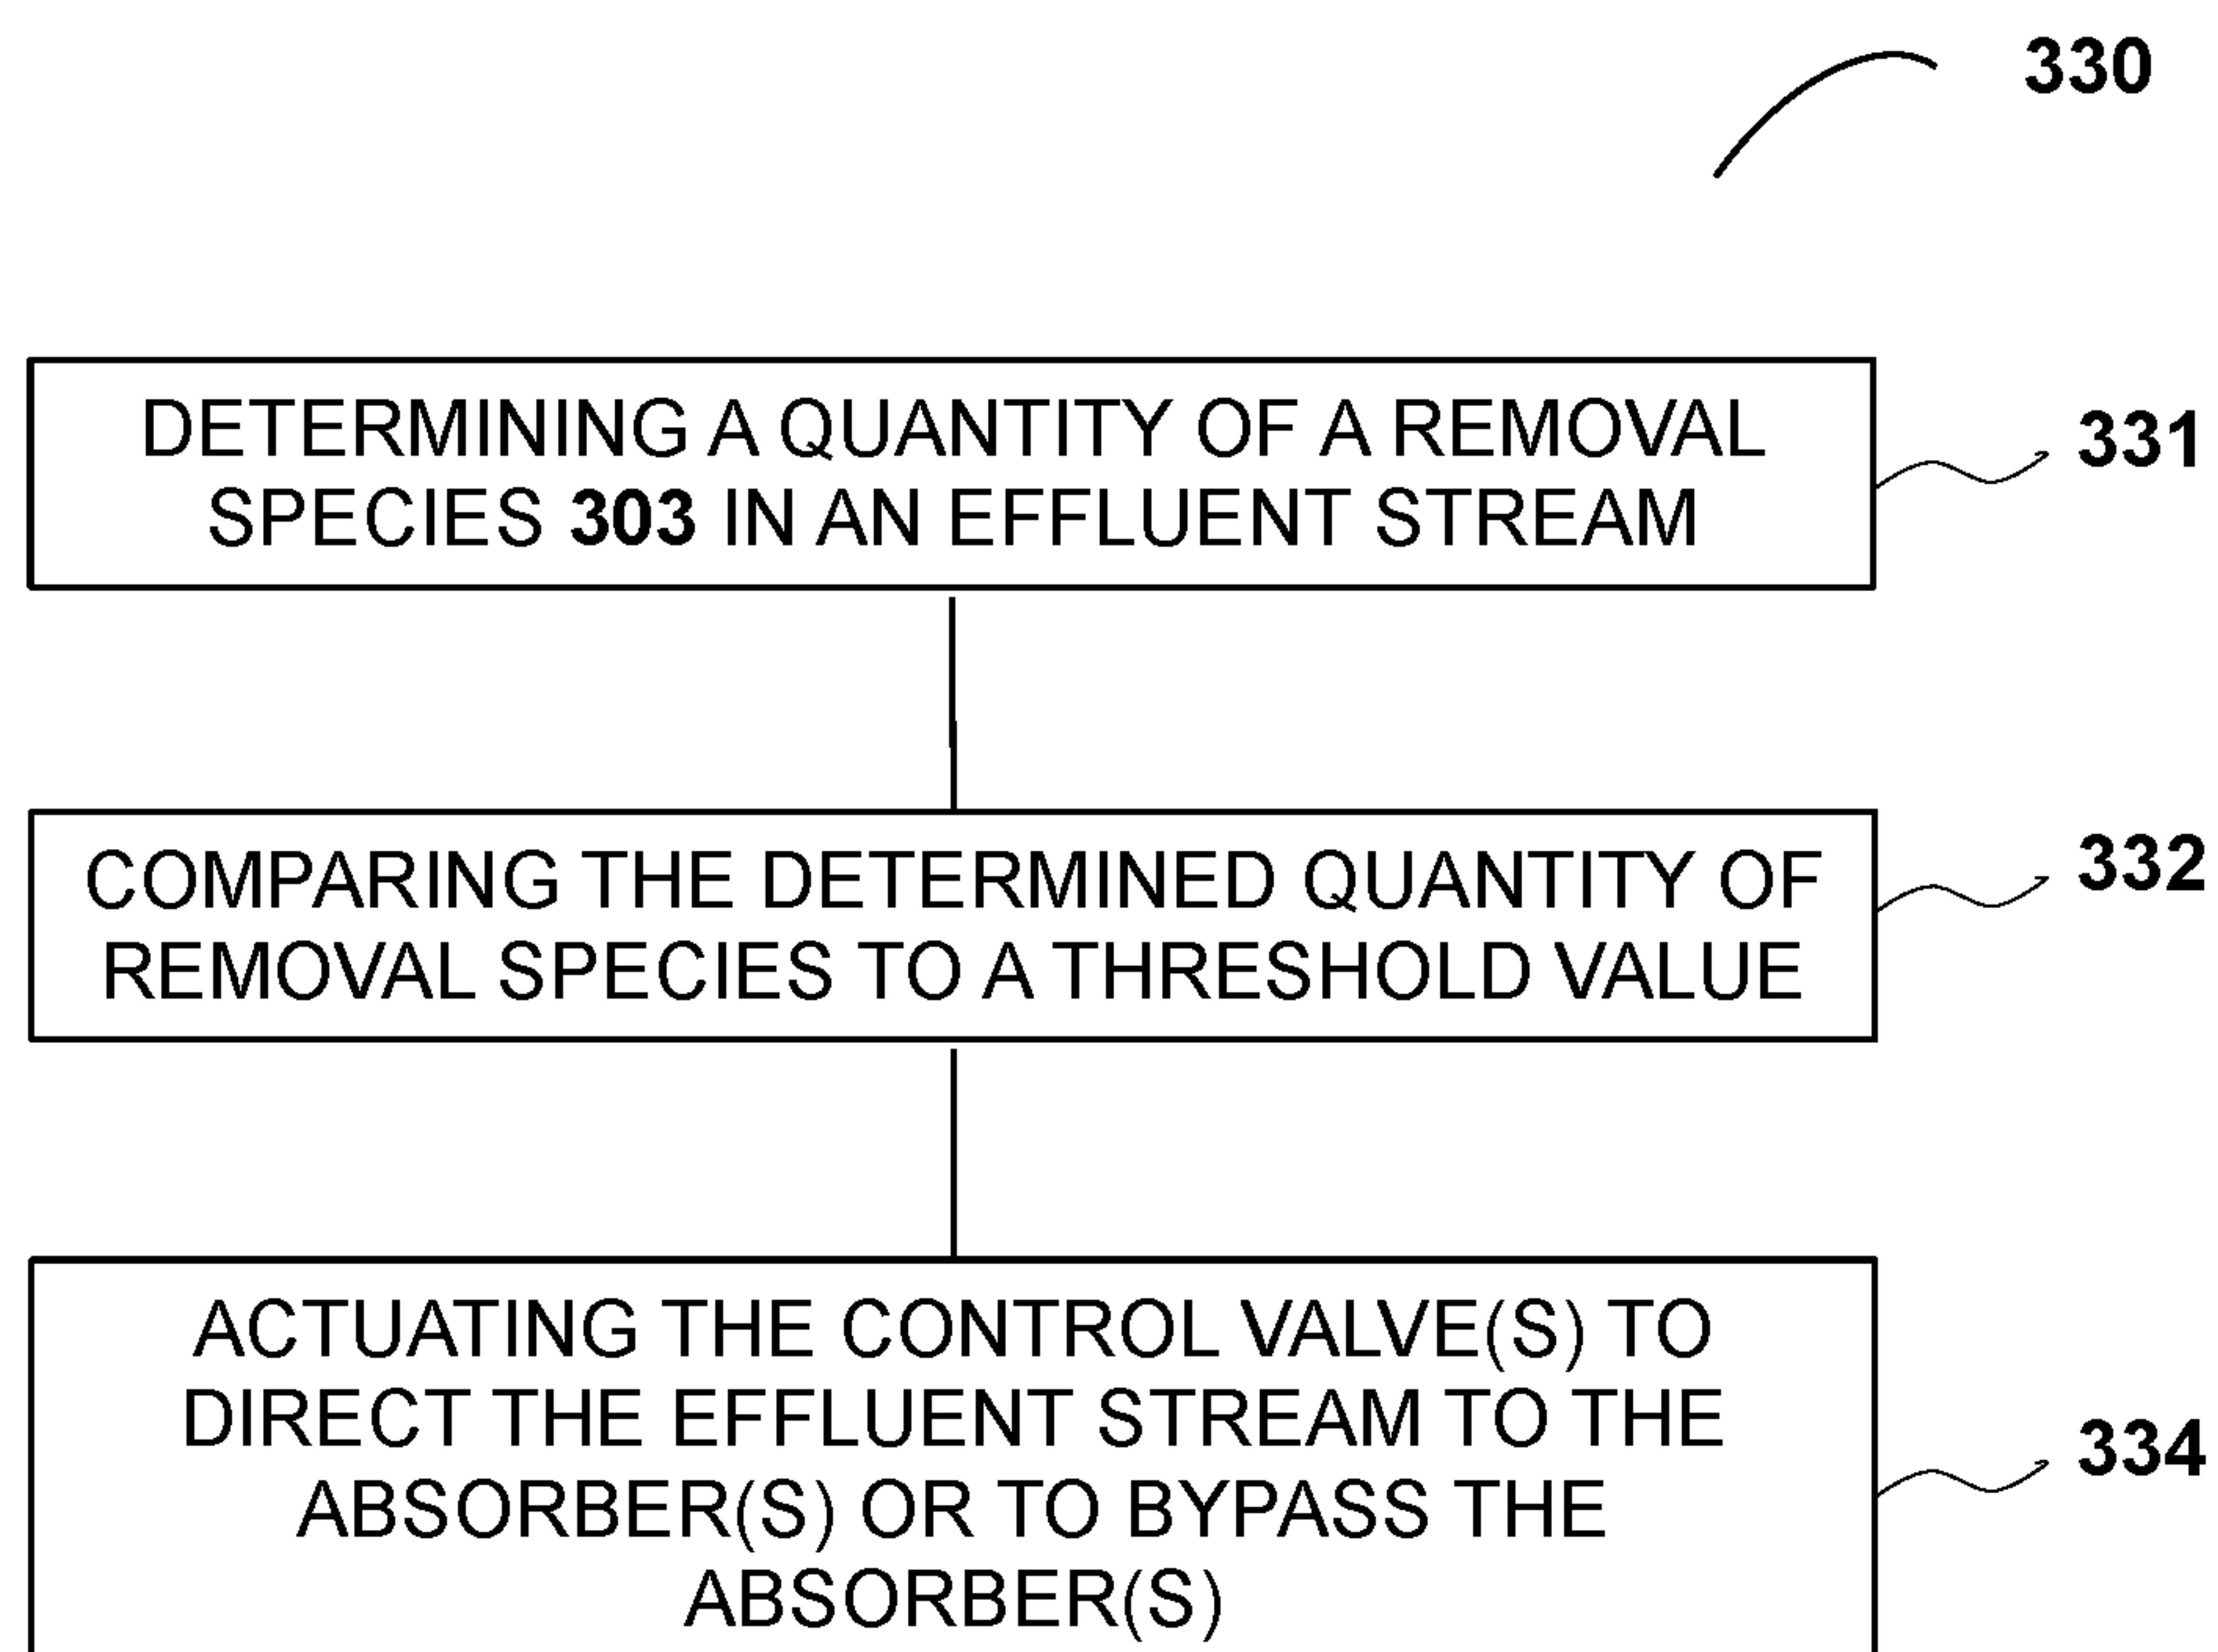 330
DETERMINING A QUANTITY OF A REMOVAL
SPECIES 303 IN AN EFFLUENT STREAM
331
COMPARING THE DETERMINED QUANTITY OF
REMOVAL SPECIES TO A THRESHOLD VALUE
332
ACTUATING THE CONTROL VALVE(S) TO
DIRECT THE EFFLUENT STREAM TO THE
ABSORBER(S) OR TO BYPASS THE
ABSORBER(S)
334